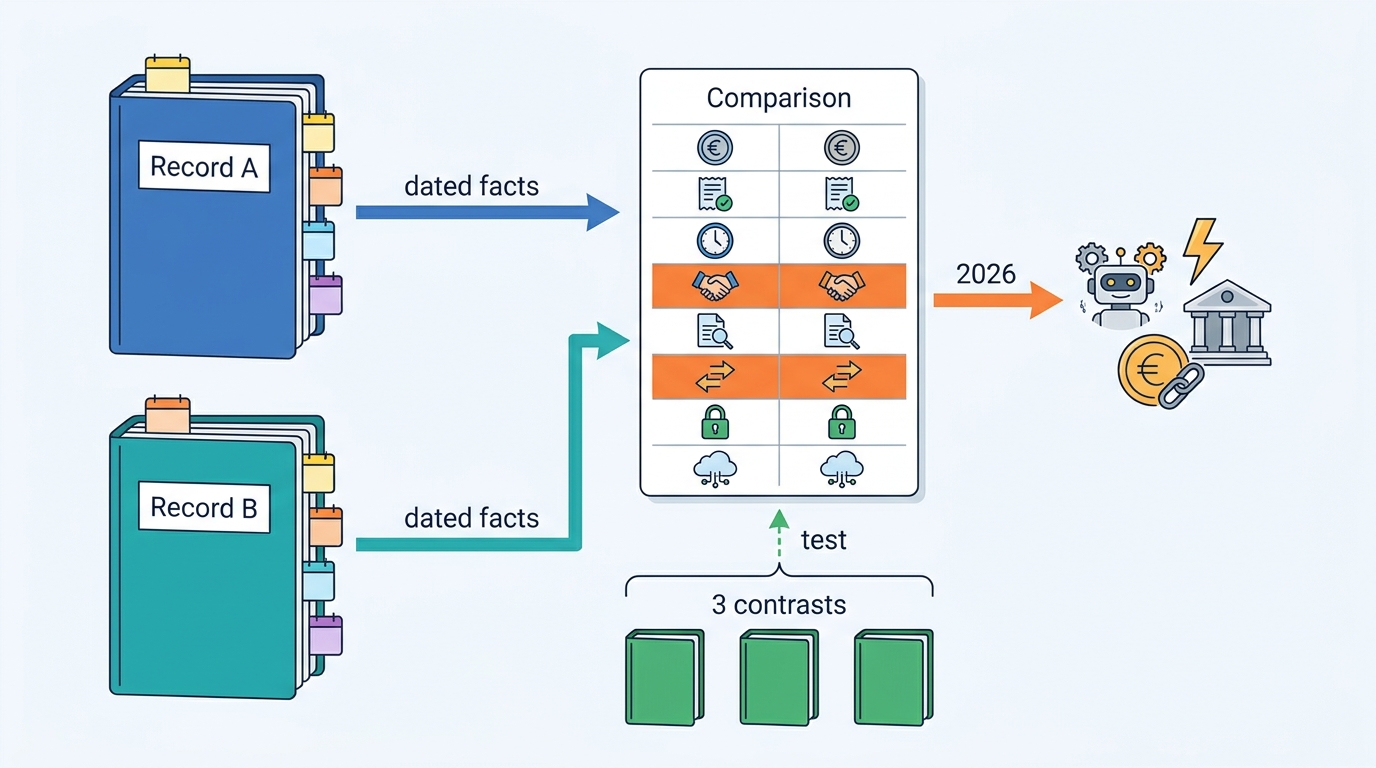 Record A
dated facts
Comparison
€ €
2026
€
Record B
dated facts
test
3 contrasts